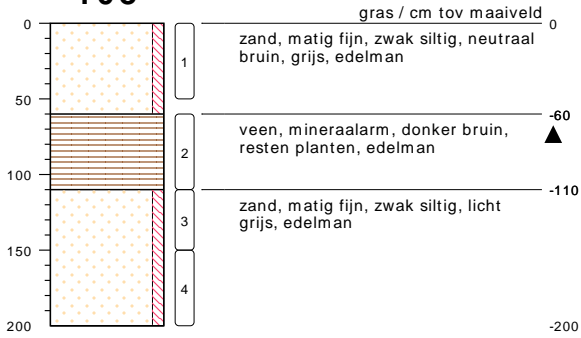 gras / cm tov maaiveld
0
0
zand, matig fijn, zwak siltig, neutraal
bruin, grijs, edelman
1
50
-60
veen, mineraalarm, donker bruin,
resten planten, edelman
2
100
-110
zand, matig fijn, zwak siltig, licht
grijs, edelman
3
150
4
200
-200